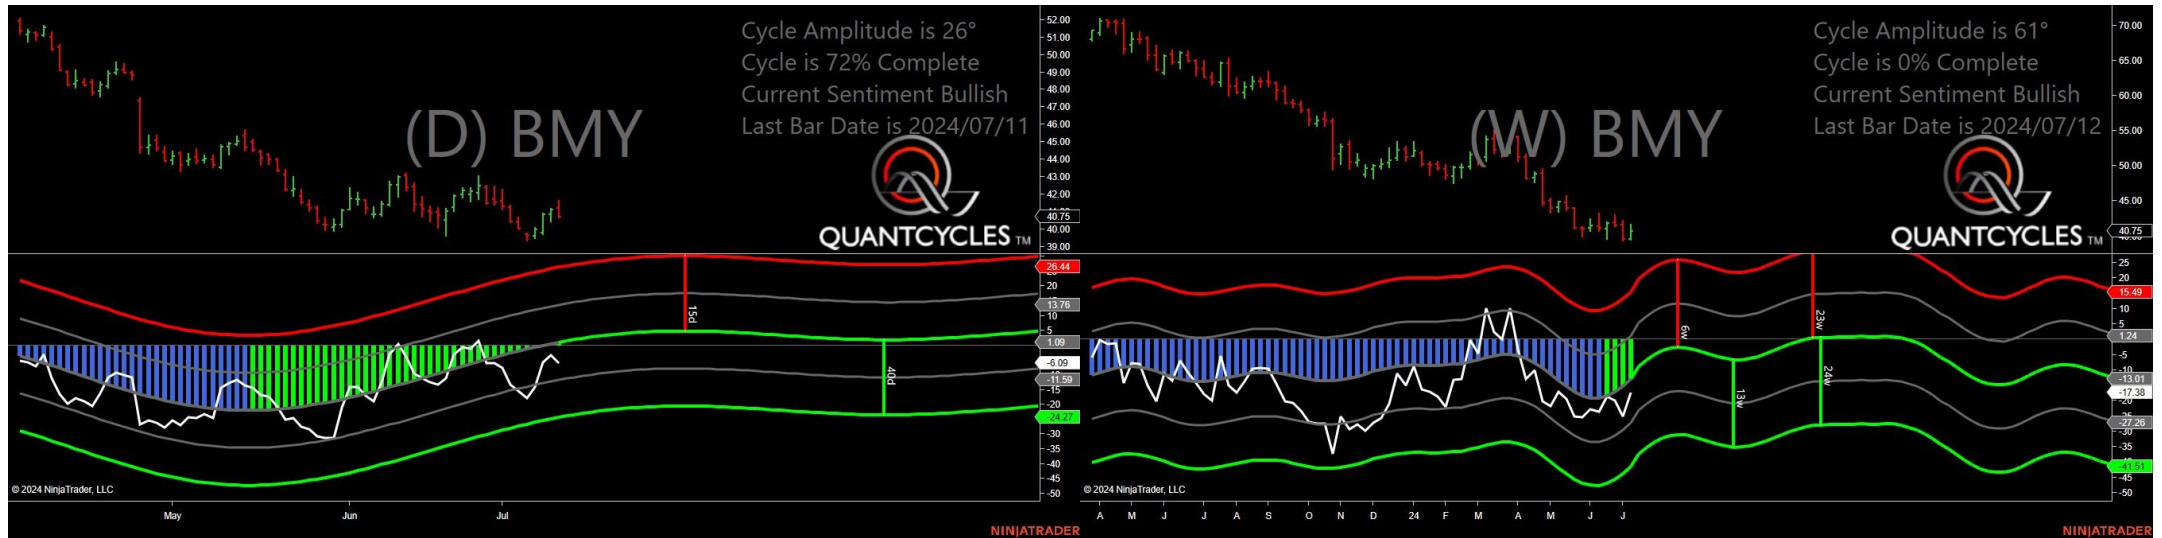 Cycle Amplitude is 26°
Cycle is 72% Complete
Current Sentiment Bullish
Last Bar Date is 2024/07/11
(D) BMY
QUANTCYCLES TM
52.00
51.00
50.00
49.00
48.00
47.00
46.00
45.00
44.00
43.00
42.00
40.75
40.00
39.00
26.44
20
13.76
10
5
1.09
-6.09
-11.59
-15
-20
-24.27
-30
-35
-40
-45
-50
15d
40d
© 2024 NinjaTrader, LLC
May
Jun
Jul
NINJATRADER
Cycle Amplitude is 61°
Cycle is 0% Complete
Current Sentiment Bullish
Last Bar Date is 2024/07/12
(W) BMY
QUANTCYCLES TM
70.00
65.00
60.00
55.00
50.00
45.00
40.75
25
20
15.49
10
5
1.24
-5
-10
-13.01
-17.38
-27.26
-35
-41.51
-45
-50
6w
13w
23w
24w
© 2024 NinjaTrader, LLC
A M J J A S O N D 24 F M A M J J
NINJATRADER